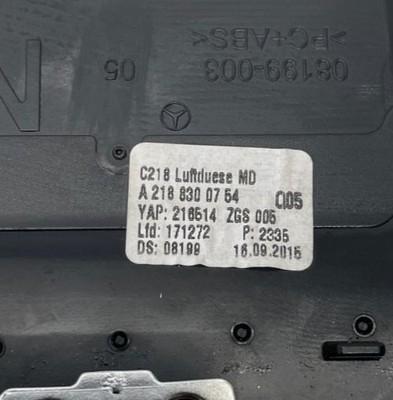 >PC+ABS<
08199-003
05
N
C218 Luftduese MD
A 218 830 07 54 Q05
YAP: 216514 ZGS 005
Lfd: 171272 P: 2335
DS: 08199 16.09.2015